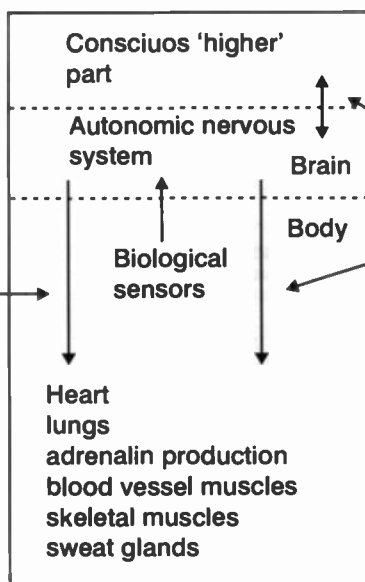 Consciuos 'higher'
part
Autonomic nervous
system
Brain
Body
Biological
sensors
Heart
lungs
adrenalin production
blood vessel muscles
skeletal muscles
sweat glands